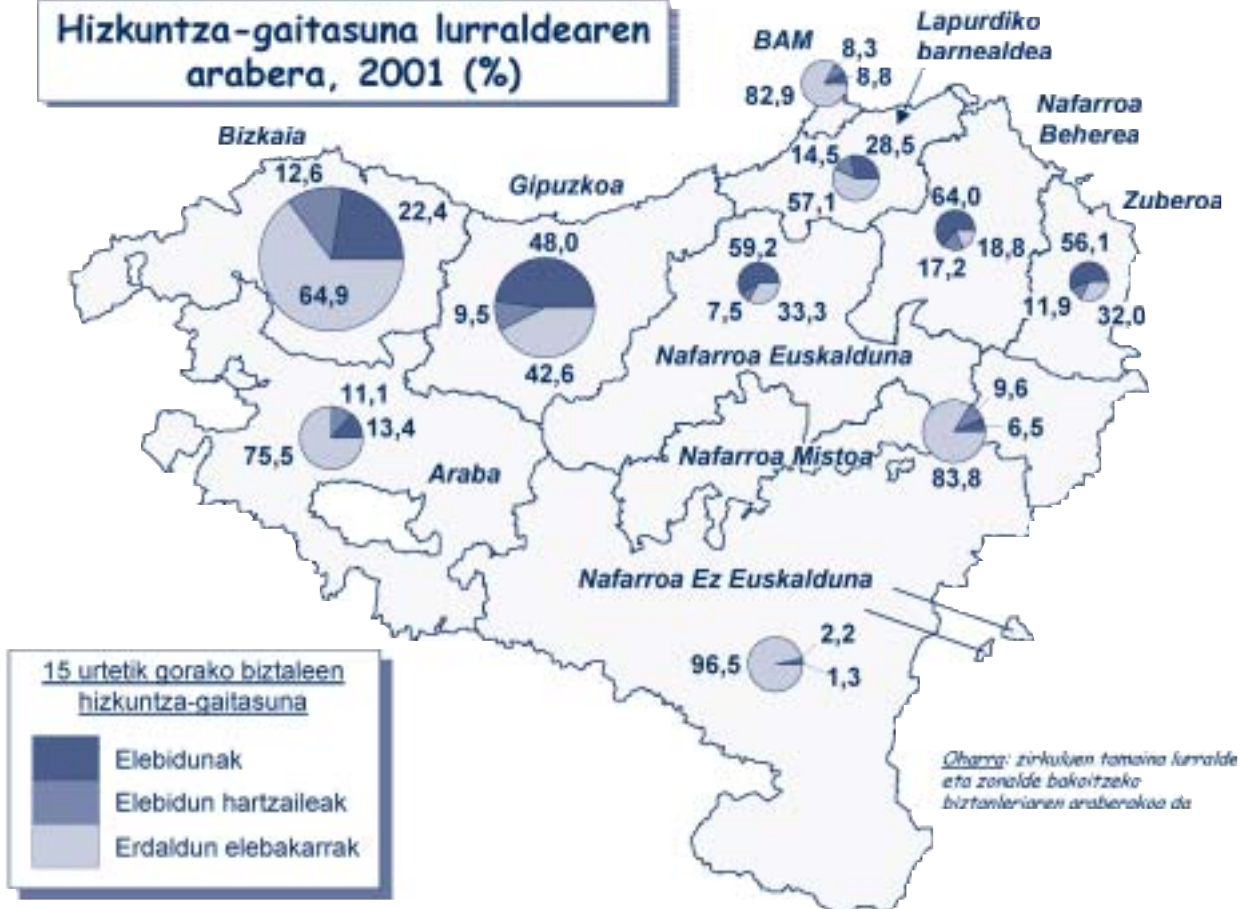 Hizkuntza-gaitasuna lurraldearen
arabera, 2001 (%)
BAM
8,3
8,8
82,9
Lapurdiko
barnealdea
14,5
28,5
57,1
Nafarroa
Beherea
64,0
18,8
17,2
Zuberoa
56,1
11,9
32,0
Bizkaia
12,6
22,4
64,9
Gipuzkoa
48,0
9,5
42,6
59,2
7,5
33,3
Nafarroa Euskalduna
11,1
13,4
75,5
Araba
9,6
6,5
83,8
Nafarroa Mistoa
Nafarroa Ez Euskalduna
2,2
96,5
1,3
15 urtetik gorako biztaleen
hizkuntza-gaitasuna
Elebidunak
Elebidun hartzaileak
Erdaldun elebakarrak
Oharra: zirkuluen tamaina lurralde
eta zonalde bakoitzeko
biztanleriaren araberakoa da